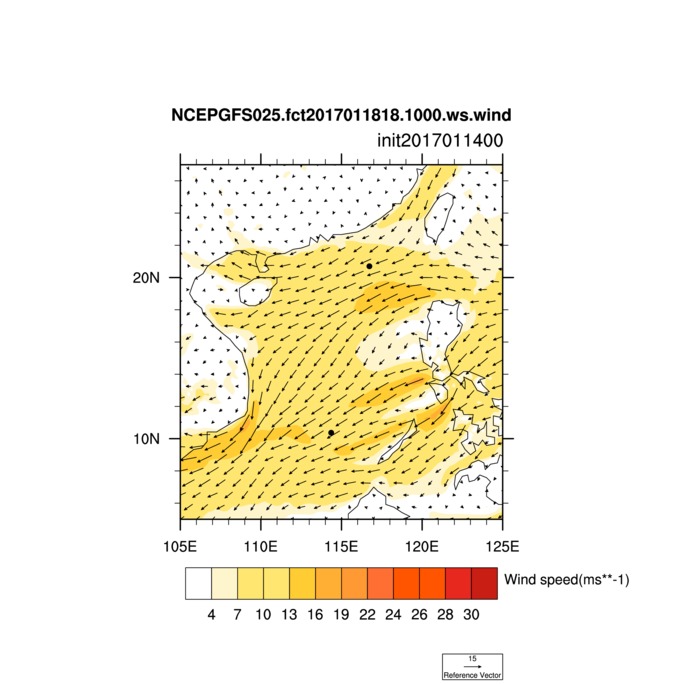 NCEPGFS025.fct2017011818.1000.ws.wind
init2017011400
20N
10N
105E 110E 115E 120E 125E
Wind speed(ms**-1)
4 7 10 13 16 19 22 24 26 28 30
15
Reference Vector